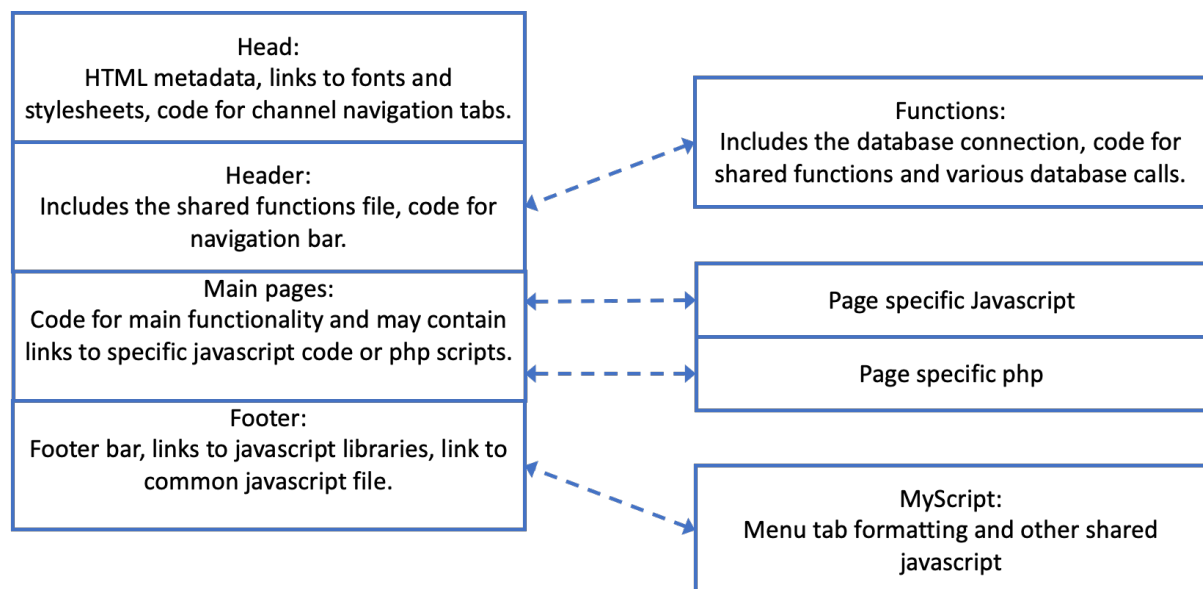 Head:
HTML metadata, links to fonts and
stylesheets, code for channel navigation tabs.
Header:
Includes the shared functions file, code for
navigation bar.
Main pages:
Code for main functionality and may contain
links to specific javascript code or php scripts.
Footer:
Footer bar, links to javascript libraries, link to
common javascript file.
Functions:
Includes the database connection, code for
shared functions and various database calls.
Page specific Javascript
Page specific php
MyScript:
Menu tab formatting and other shared
javascript